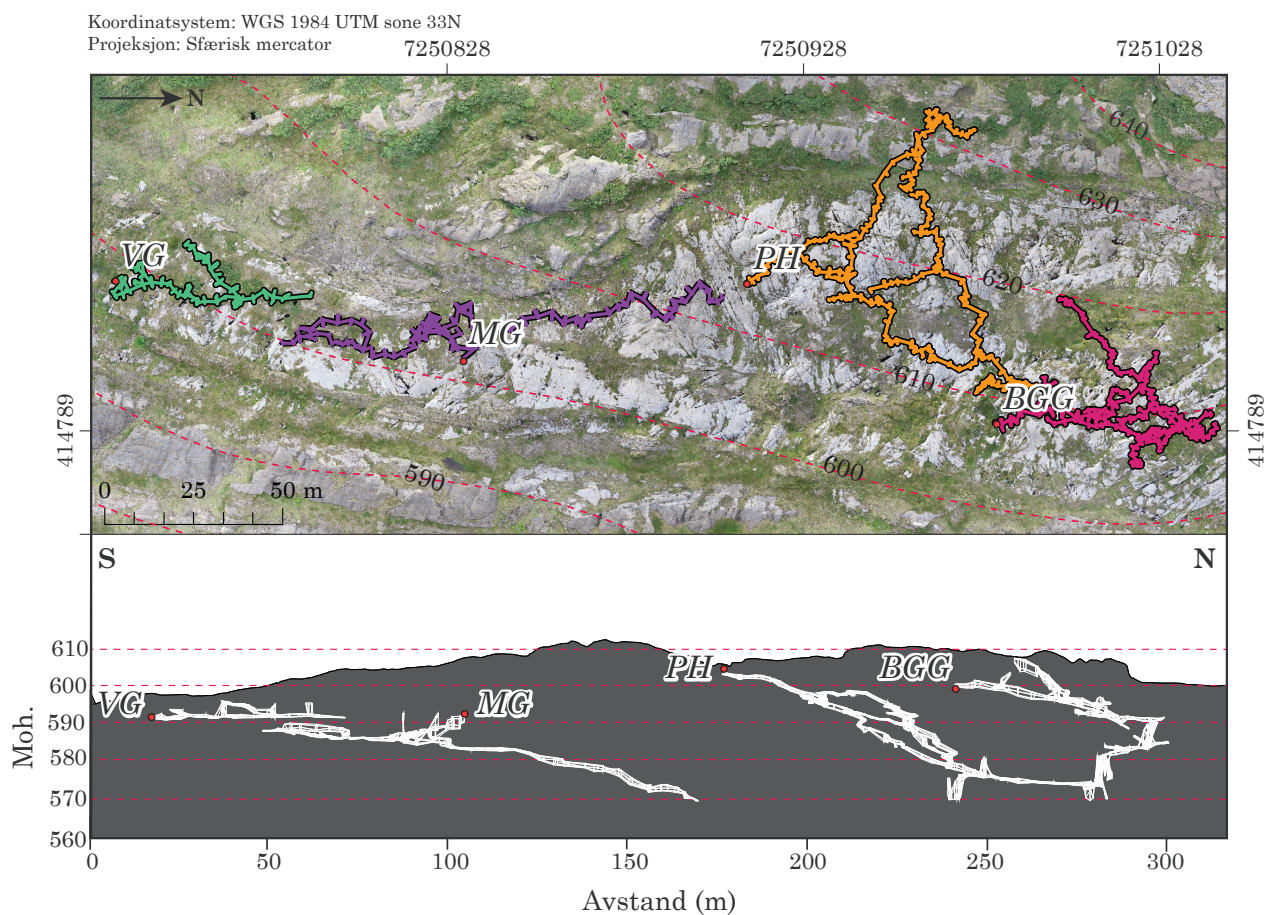 Koordinatsystem: WGS 1984 UTM sone 33N
Projeksjon: Sfærisk mercator
7250828
7250928
7251028
N
640
630
VG
PH
620
MG
610
BGG
414789
414789
600
590
0 25 50 m
S
N
610
PH
BGG
600
VG
MG
590
580
570
560
Moh.
0 50 100 150 200 250 300
Avstand (m)